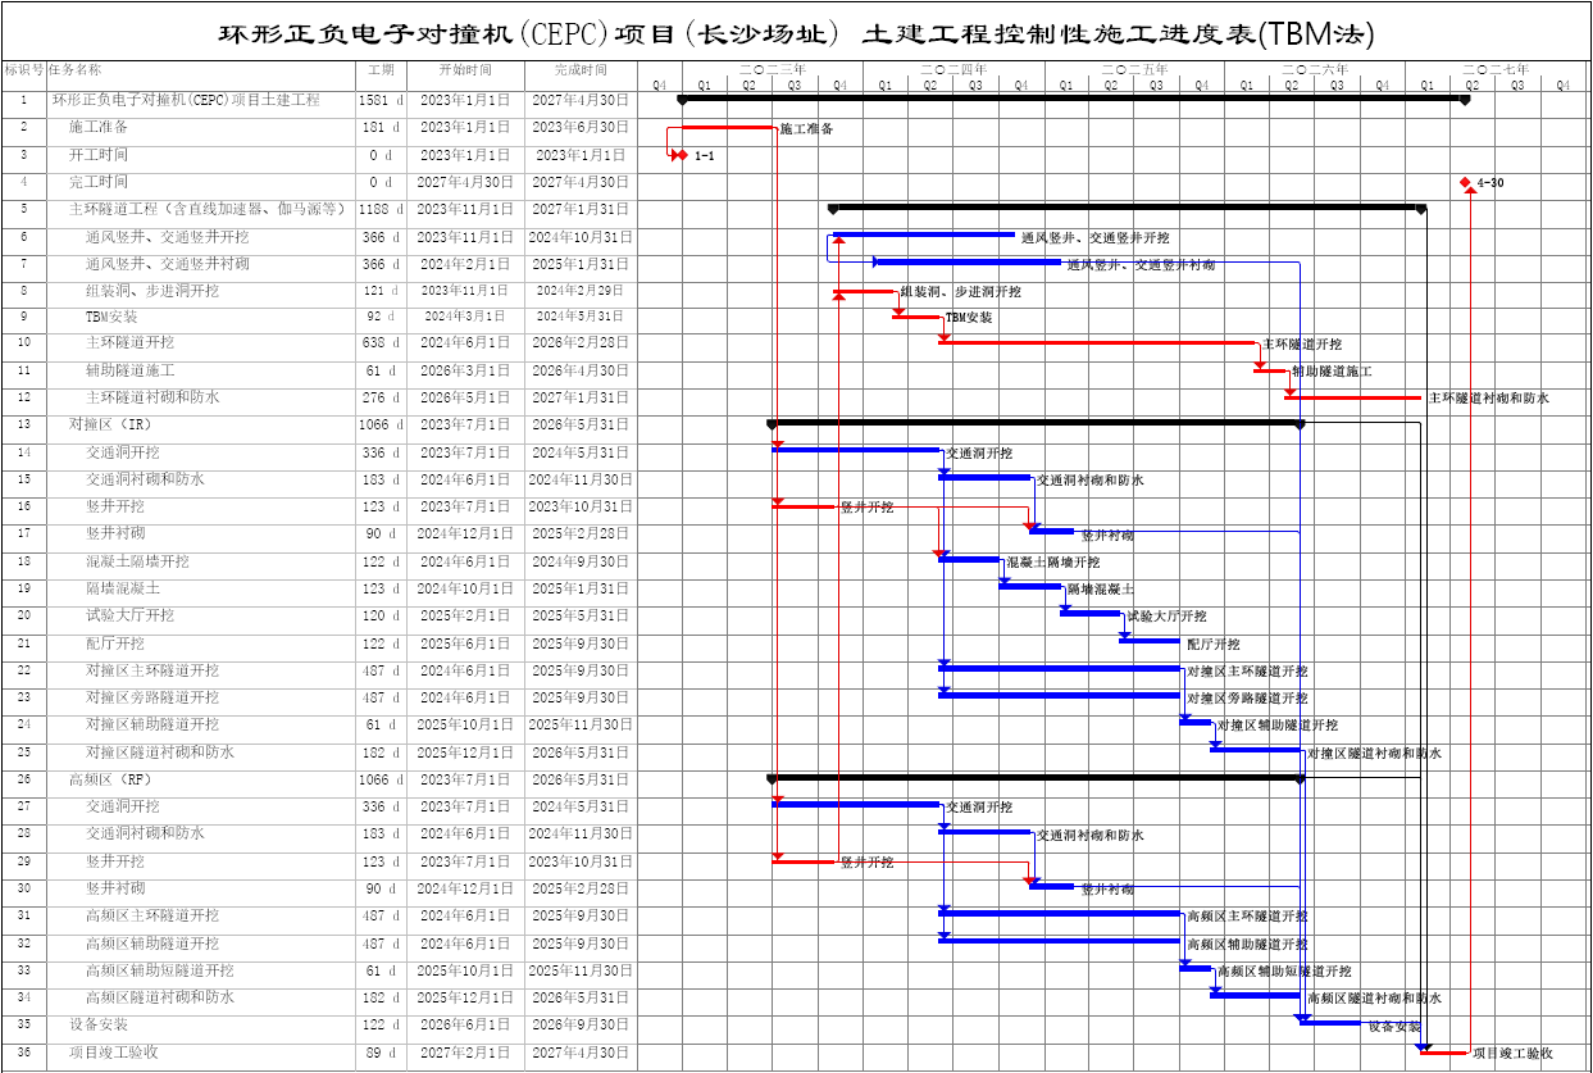 环形正负电子对撞机(CEPC)项目(长沙场址) 土建工程控制性施工进度表(TBM法)
标识号 任务名称 工期 开始时间 完成时间 二〇二三年 二〇二四年 二〇二五年 二〇二六年 二〇二七年
Q4 Q1 Q2 Q3 Q4 Q1 Q2 Q3 Q4 Q1 Q2 Q3 Q4 Q1 Q2 Q3 Q4 Q1 Q2 Q3 Q4
1 环形正负电子对撞机(CEPC)项目土建工程 1581 d 2023年1月1日 2027年4月30日
2 施工准备 181 d 2023年1月1日 2023年6月30日 施工准备
3 开工时间 0 d 2023年1月1日 2023年1月1日 1-1
4 完工时间 0 d 2027年4月30日 2027年4月30日 4-30
5 主环隧道工程（含直线加速器、伽马源等） 1188 d 2023年11月1日 2027年1月31日
6 通风竖井、交通竖井开挖 366 d 2023年11月1日 2024年10月31日 通风竖井、交通竖井开挖
7 通风竖井、交通竖井衬砌 366 d 2024年2月1日 2025年1月31日 通风竖井、交通竖井衬砌
8 组装洞、步进洞开挖 121 d 2023年11月1日 2024年2月29日 组装洞、步进洞开挖
9 TBM安装 92 d 2024年3月1日 2024年5月31日 TBM安装
10 主环隧道开挖 638 d 2024年6月1日 2026年2月28日 主环隧道开挖
11 辅助隧道施工 61 d 2026年3月1日 2026年4月30日 辅助隧道施工
12 主环隧道衬砌和防水 276 d 2026年5月1日 2027年1月31日 主环隧道衬砌和防水
13 对撞区（IR） 1066 d 2023年7月1日 2026年5月31日
14 交通洞开挖 336 d 2023年7月1日 2024年5月31日 交通洞开挖
15 交通洞衬砌和防水 183 d 2024年6月1日 2024年11月30日 交通洞衬砌和防水
16 竖井开挖 123 d 2023年7月1日 2023年10月31日 竖井开挖
17 竖井衬砌 90 d 2024年12月1日 2025年2月28日 竖井衬砌
18 混凝土隔墙开挖 122 d 2024年6月1日 2024年9月30日 混凝土隔墙开挖
19 隔墙混凝土 123 d 2024年10月1日 2025年1月31日 隔墙混凝土
20 试验大厅开挖 120 d 2025年2月1日 2025年5月31日 试验大厅开挖
21 配厅开挖 122 d 2025年6月1日 2025年9月30日 配厅开挖
22 对撞区主环隧道开挖 487 d 2024年6月1日 2025年9月30日 对撞区主环隧道开挖
23 对撞区旁路隧道开挖 487 d 2024年6月1日 2025年9月30日 对撞区旁路隧道开挖
24 对撞区辅助隧道开挖 61 d 2025年10月1日 2025年11月30日 对撞区辅助隧道开挖
25 对撞区隧道衬砌和防水 182 d 2025年12月1日 2026年5月31日 对撞区隧道衬砌和防水
26 高频区（RF） 1066 d 2023年7月1日 2026年5月31日
27 交通洞开挖 336 d 2023年7月1日 2024年5月31日 交通洞开挖
28 交通洞衬砌和防水 183 d 2024年6月1日 2024年11月30日 交通洞衬砌和防水
29 竖井开挖 123 d 2023年7月1日 2023年10月31日 竖井开挖
30 竖井衬砌 90 d 2024年12月1日 2025年2月28日 竖井衬砌
31 高频区主环隧道开挖 487 d 2024年6月1日 2025年9月30日 高频区主环隧道开挖
32 高频区辅助隧道开挖 487 d 2024年6月1日 2025年9月30日 高频区辅助隧道开挖
33 高频区辅助短隧道开挖 61 d 2025年10月1日 2025年11月30日 高频区辅助短隧道开挖
34 高频区隧道衬砌和防水 182 d 2025年12月1日 2026年5月31日 高频区隧道衬砌和防水
35 设备安装 122 d 2026年6月1日 2026年9月30日 设备安装
36 项目竣工验收 89 d 2027年2月1日 2027年4月30日 项目竣工验收